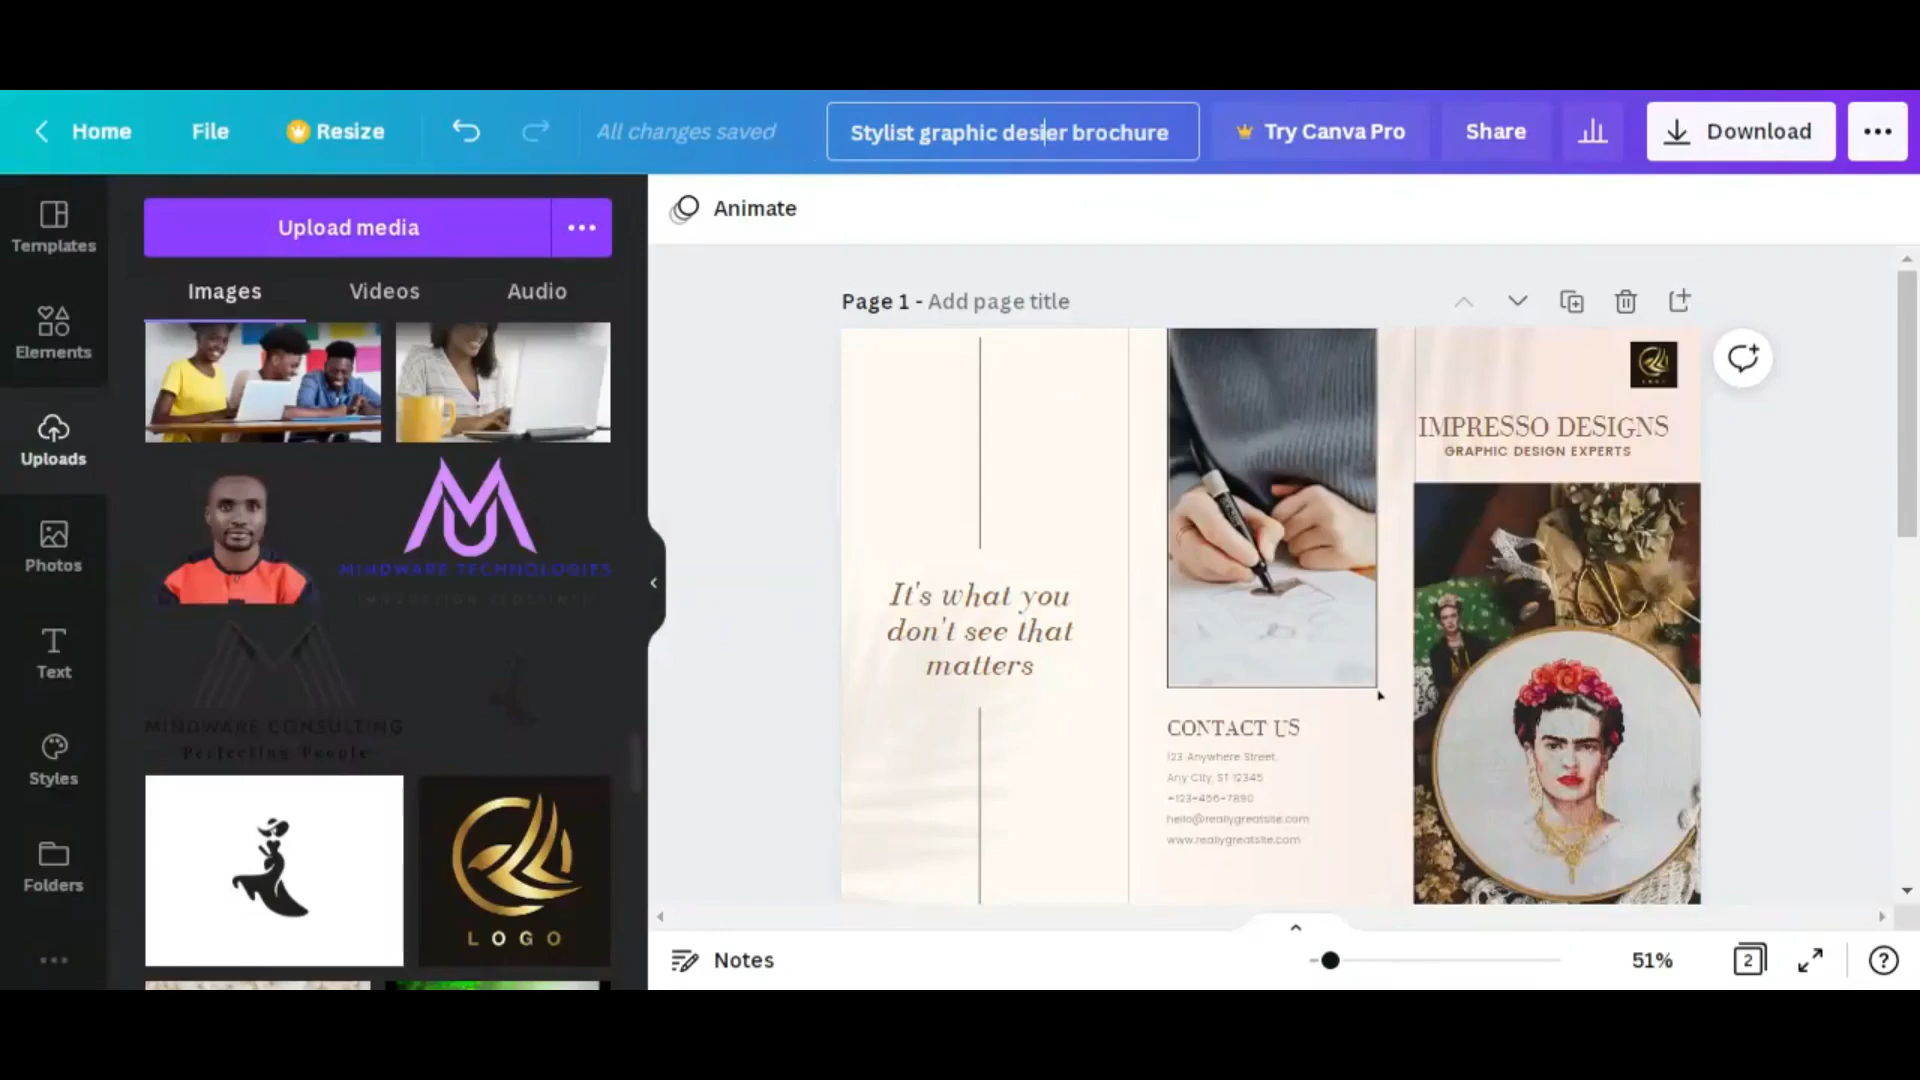 Home
File
Resize
All changes saved
Stylist graphic desier brochure
Try Canva Pro
Share
Download
Templates
Elements
Uploads
Photos
Text
Styles
Folders
Upload media
Images
Videos
Audio
MINDWARE TECHNOLOGIES
MINDWARE CONSULTING
Perfecting People
LOGO
Animate
Page 1 - Add page title
It's what you
don't see that
matters
CONTACT US
123 Anywhere Street,
Any City, ST 12345
+123-456-7890
hello@reallygreatsite.com
www.reallygreatsite.com
LOGO
IMPRESSO DESIGNS
GRAPHIC DESIGN EXPERTS
Notes
51%
2
?